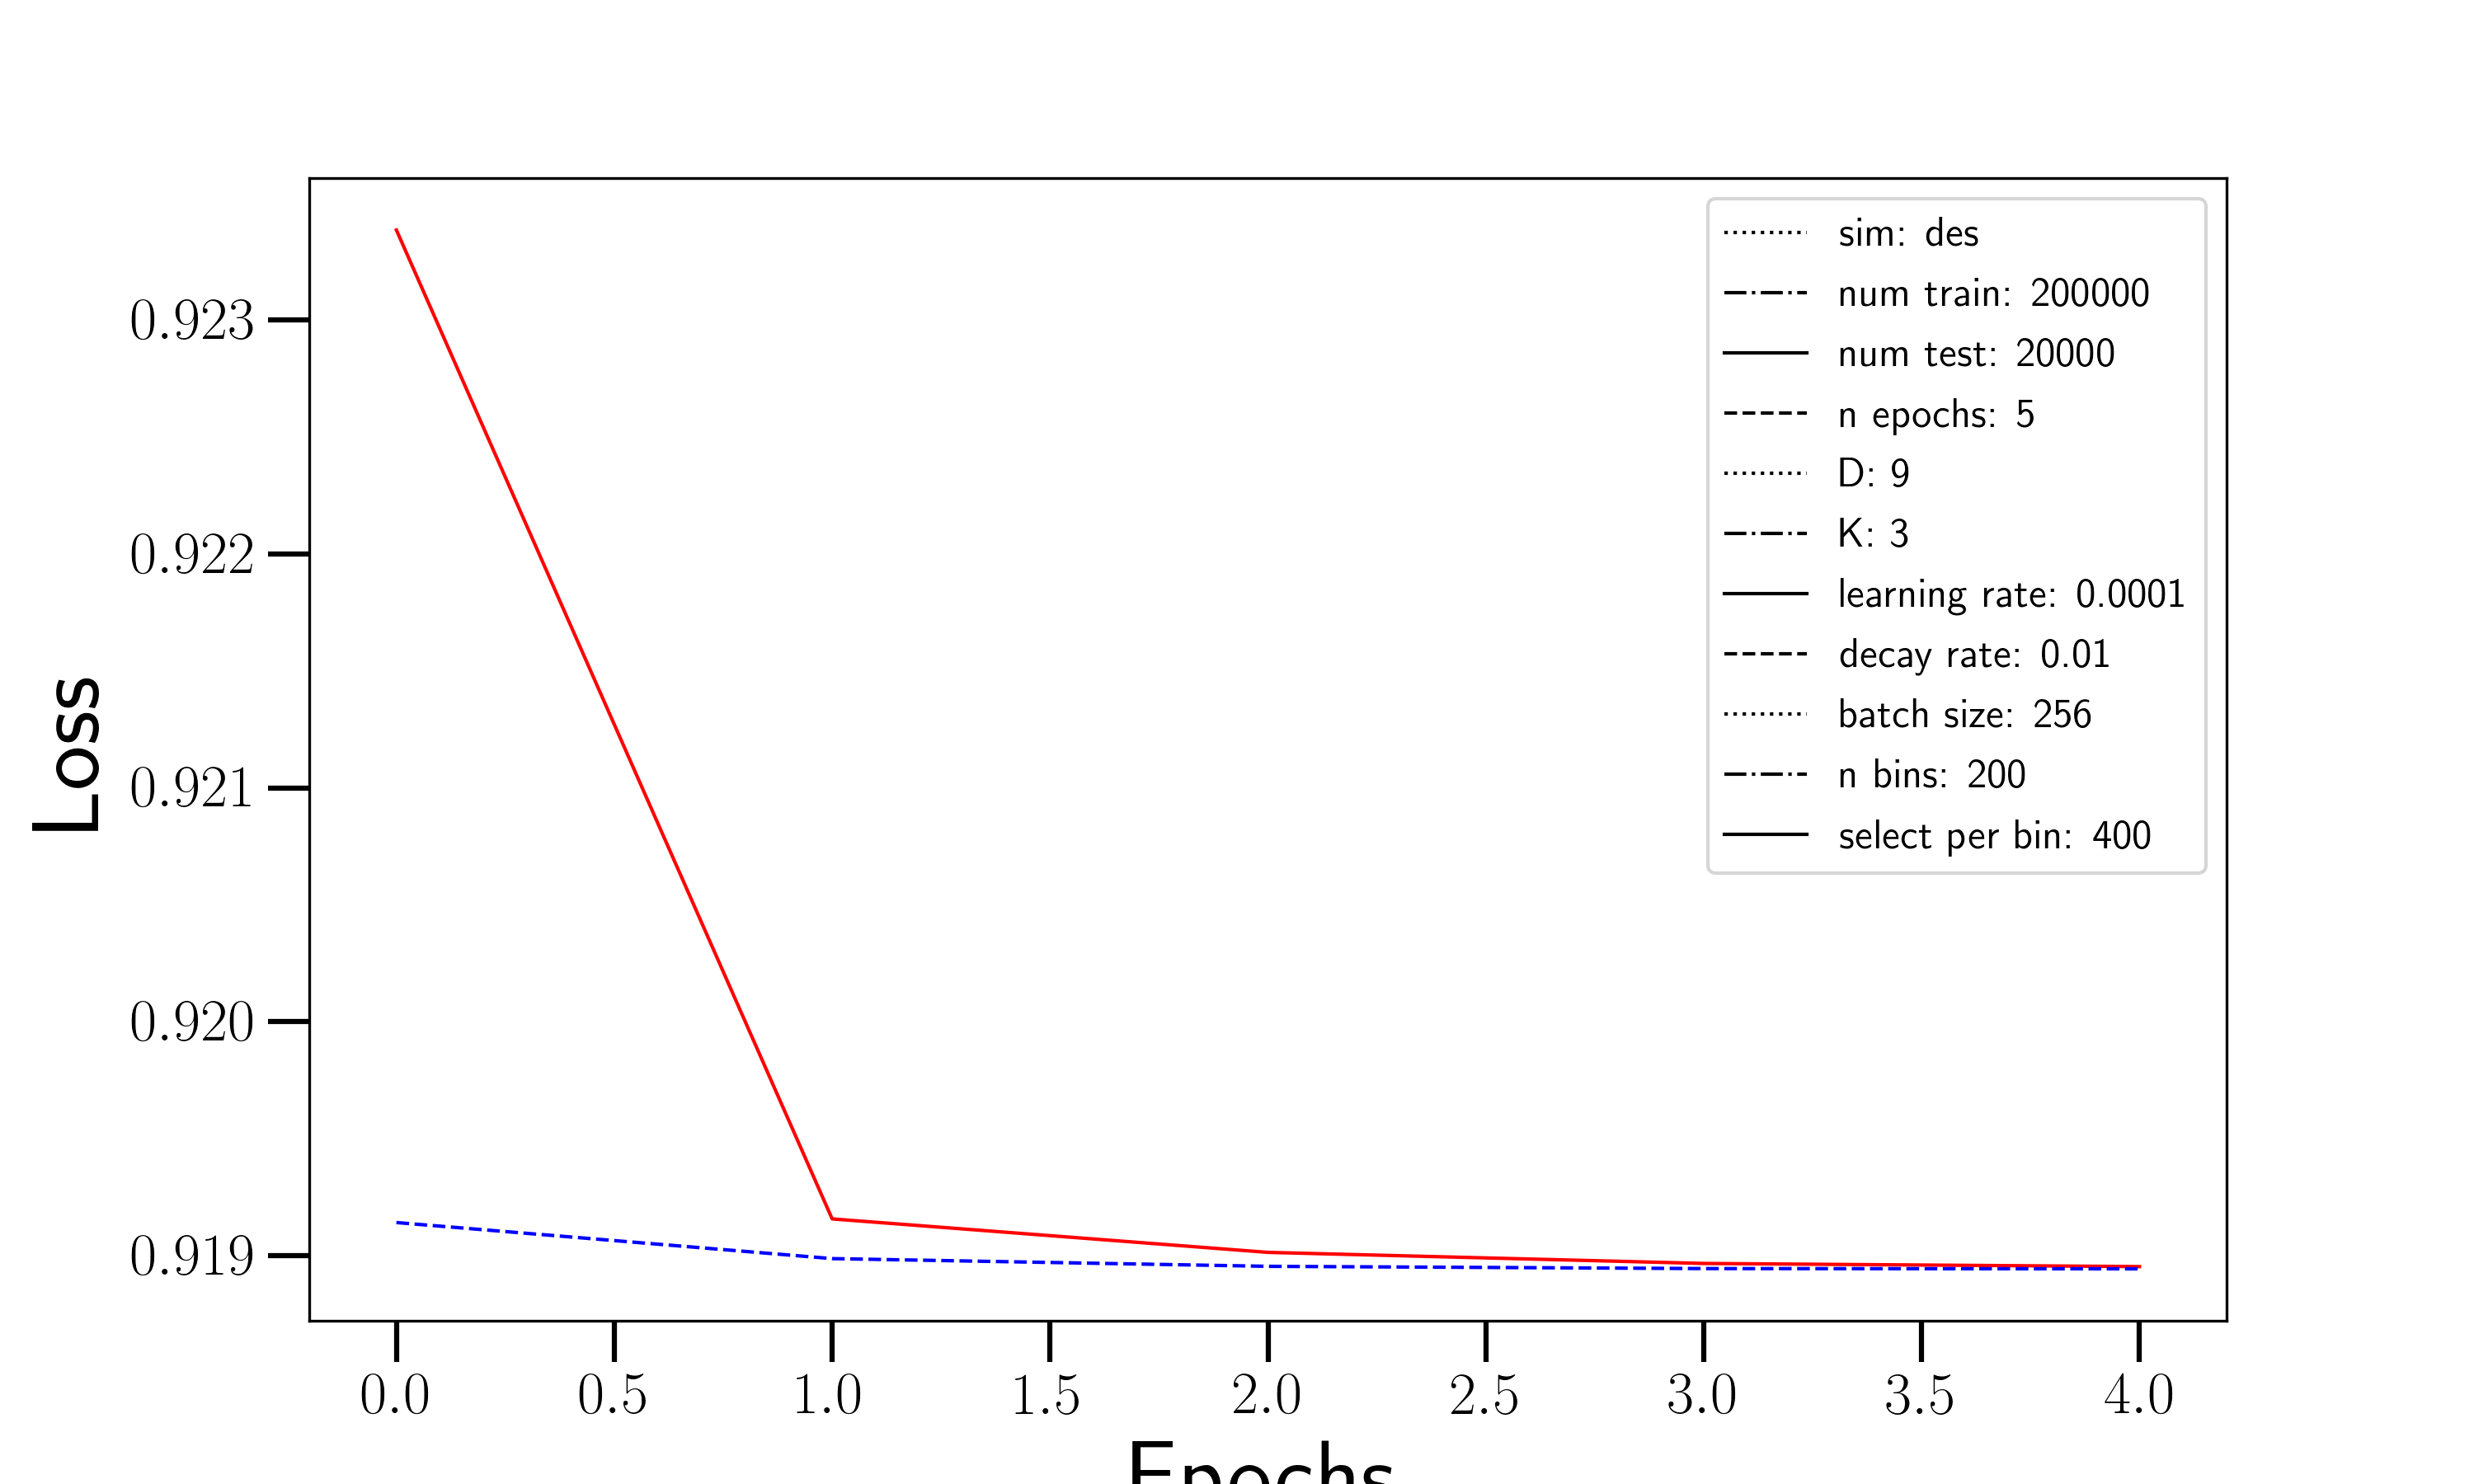 Loss
0.923
0.922
0.921
0.920
0.919
sim: des
num train: 200000
num test: 20000
n epochs: 5
D: 9
K: 3
learning rate: 0.0001
decay rate: 0.01
batch size: 256
n bins: 200
select per bin: 400
0.0 0.5 1.0 1.5 2.0 2.5 3.0 3.5 4.0
Epochs